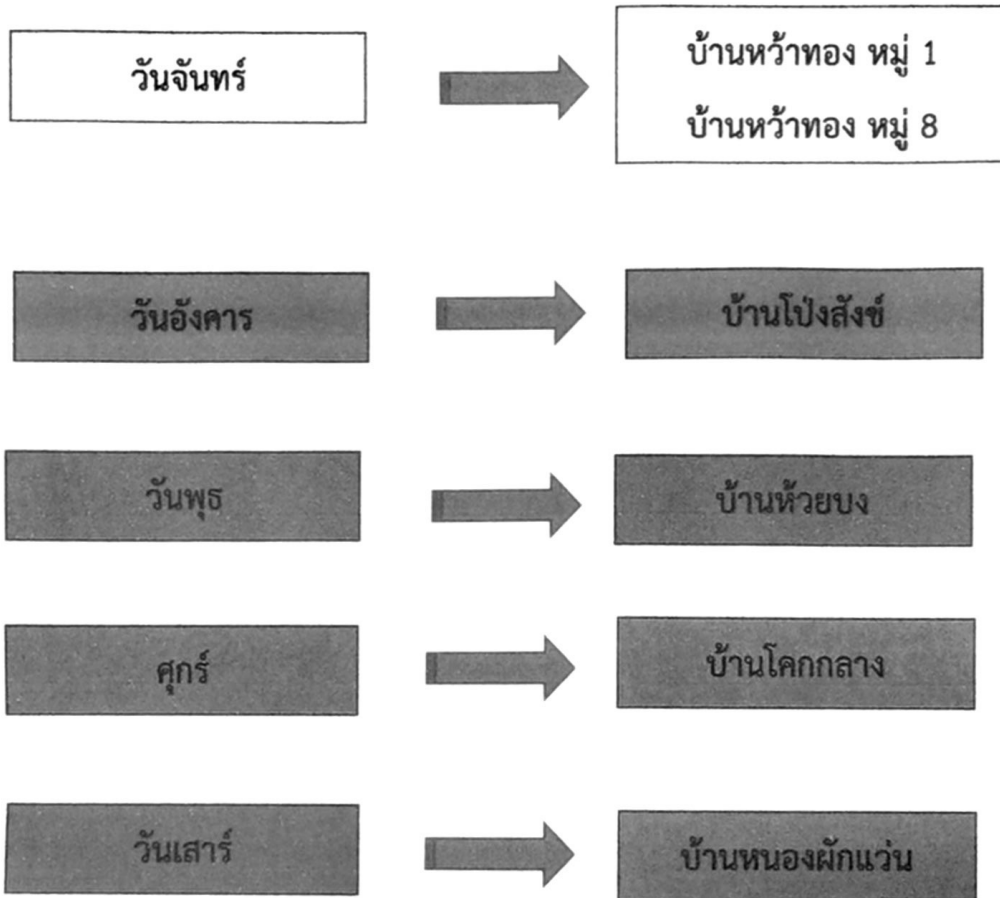 วันจันทร์
บ้านหว้าทอง หมู่ 1
บ้านหว้าทอง หมู่ 8
วันอังคาร
บ้านโป่งสังข์
วันพุธ
บ้านห้วยบง
ศุกร์
บ้านโคกกลาง
วันเสาร์
บ้านหนองผักแว่น